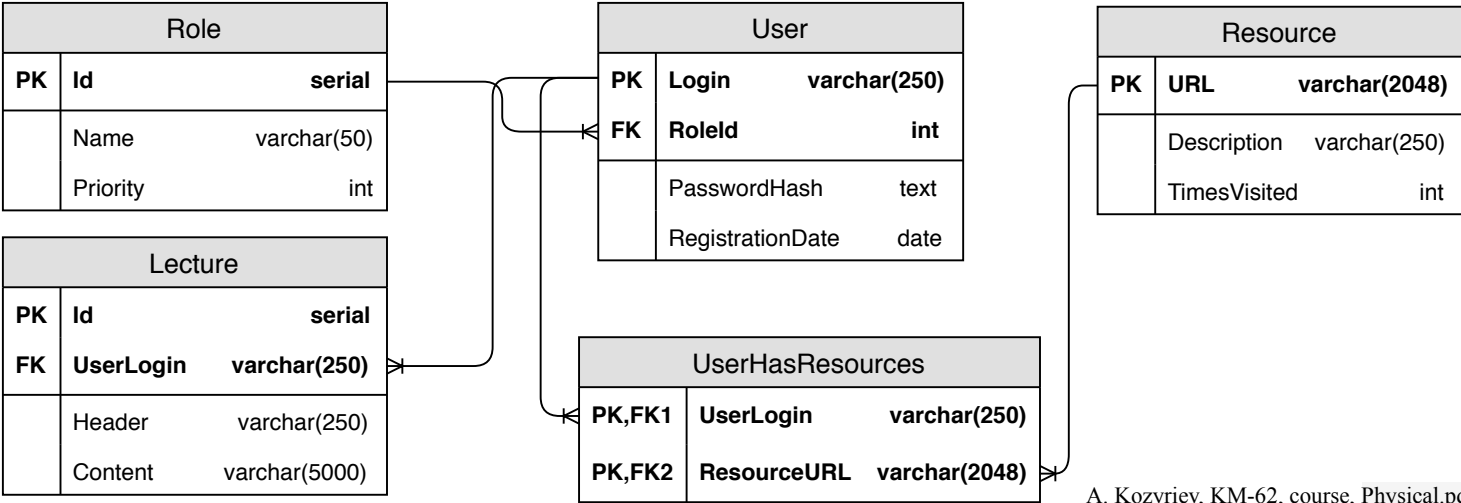 Role
PK Id serial
Name varchar(50)
Priority int
User
PK Login varchar(250)
FK RoleId int
PasswordHash text
RegistrationDate date
Resource
PK URL varchar(2048)
Description varchar(250)
TimesVisited int
Lecture
PK Id serial
FK UserLogin varchar(250)
Header varchar(250)
Content varchar(5000)
UserHasResources
PK,FK1 UserLogin varchar(250)
PK,FK2 ResourceURL varchar(2048)
A. Kozyriev, KM-62, course,